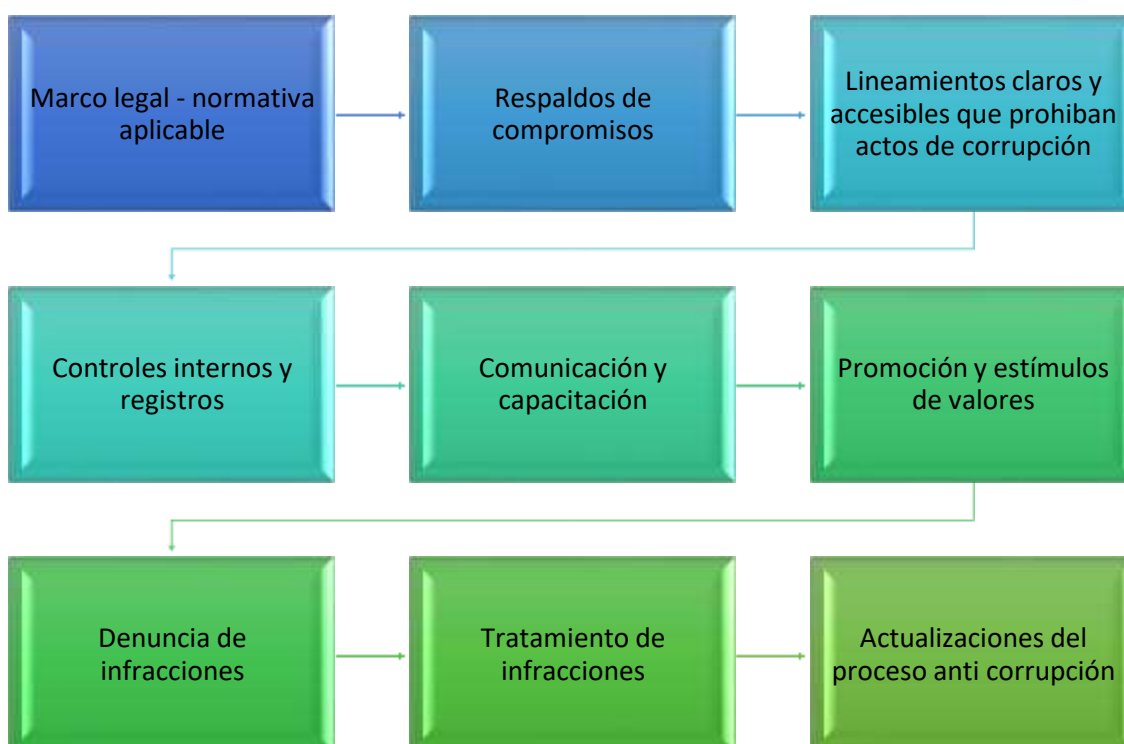 Marco legal - normativa
aplicable
Respaldos de
compromisos
Lineamientos claros y
accesibles que prohiban
actos de corrupción
Controles internos y
registros
Comunicación y
capacitación
Promoción y estímulos
de valores
Denuncia de
infracciones
Tratamiento de
infracciones
Actualizaciones del
proceso anti corrupción